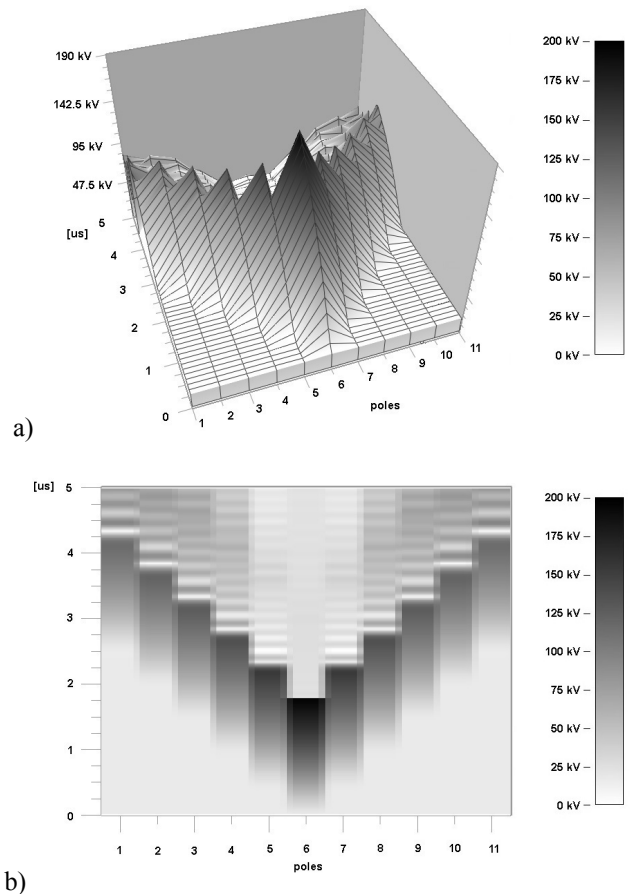 190 kV
142.5 kV
95 kV
47.5 kV
5
[us]
4
3
2
1
0
1
2
3
4
5
6
7
8
9
10
11
poles
200 kV
175 kV
150 kV
125 kV
100 kV
75 kV
50 kV
25 kV
0 kV
a)
[us]
5
4
3
2
1
0
1 2 3 4 5 6 7 8 9 10 11
poles
200 kV
175 kV
150 kV
125 kV
100 kV
75 kV
50 kV
25 kV
0 kV
b)